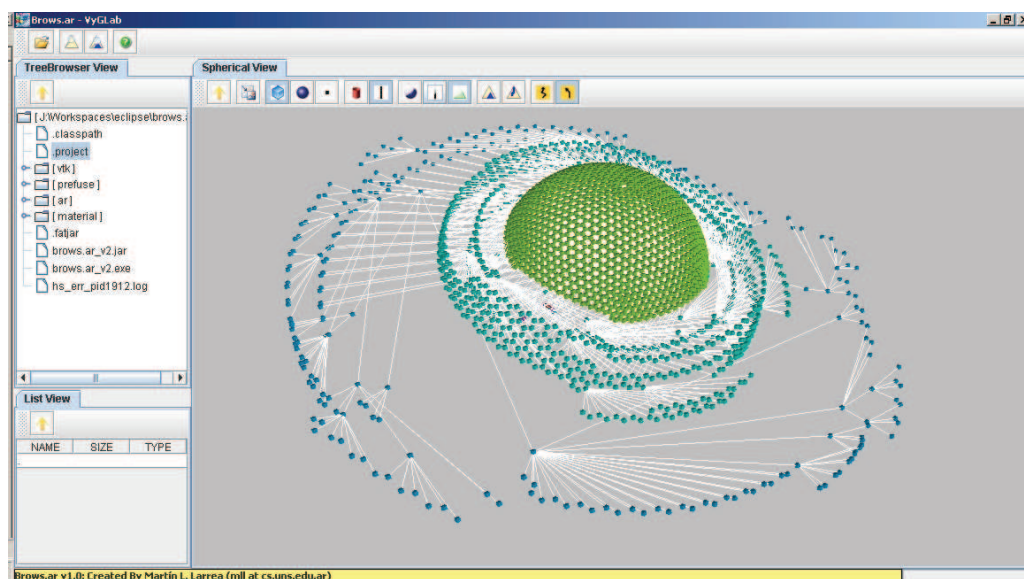 Brows.ar - VyGLab
TreeBrowser View
[J:\Workspaces\eclipse\brows.a
.classpath
.project
[ vtk ]
[ prefuse ]
[ ar ]
[ material ]
.fatjar
brows.ar_v2.jar
brows.ar_v2.exe
hs_err_pid1912.log
List View
NAME SIZE TYPE
Spherical View
Brows.ar v1.0: Created By Martín L. Larrea (mll at cs.uns.edu.ar)